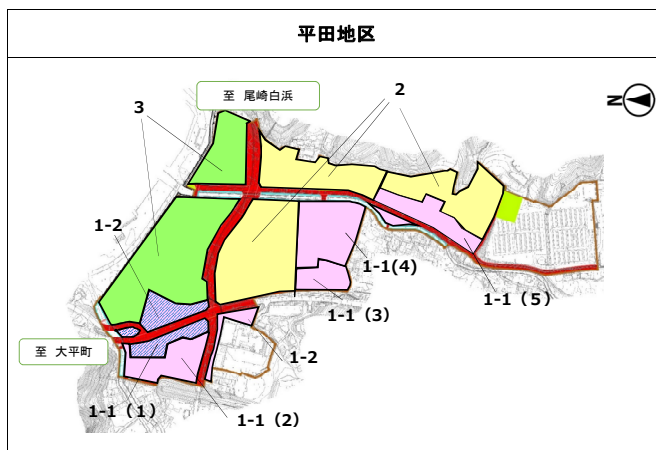 平田地区
至 尾崎白浜
2
3
N
1-2
1-1(4)
1-1（5）
1-1（3）
至 大平町
1-2
1-1（1）
1-1（2）